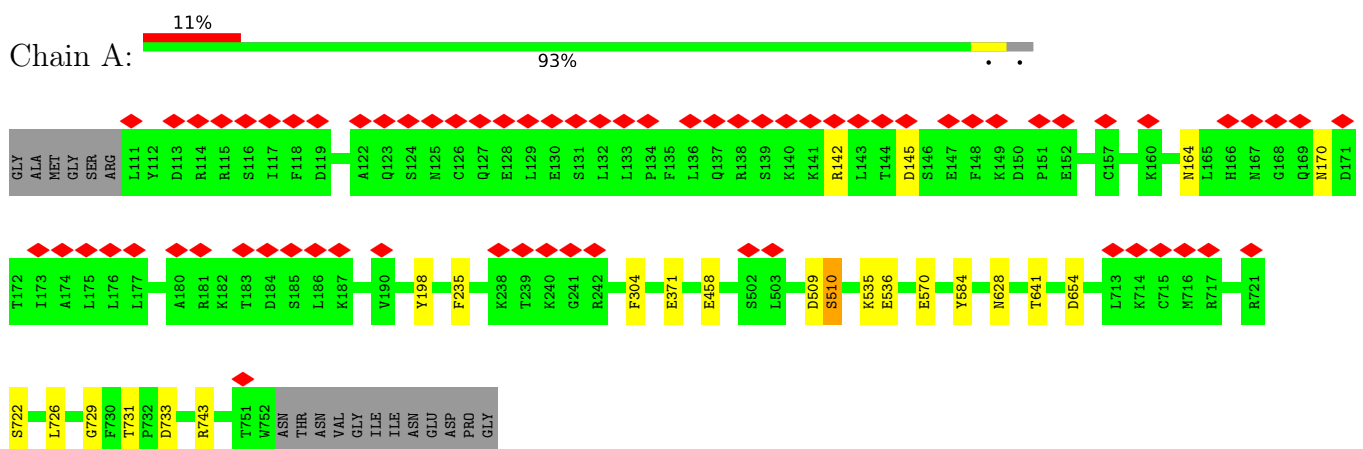 11%
Chain A:
93%
• •
GLY ALA MET GLY SER ARG L111 Y112 D113 R114 R115 S116 I117 F118 D119 A122 Q123 S124 N125 C126 Q127 E128 L129 E130 S131 L132 L133 P134 F135 L136 Q137 R138 S139 K140 K141 R142 L143 T144 D145 S146 E147 F148 K149 D150 P151 E152 C157 K160 N164 L165 H166 N167 G168 Q169 N170 D171
T172 I173 A174 L175 L176 L177 A180 R181 K182 T183 D184 S185 L186 K187 V190 Y198 F235 K238 T239 K240 G241 R242 F304 E371 E458 S502 L503 D509 S510 K535 E536 E570 Y584 N628 T641 D654 L713 K714 C715 M716 R717 R721
S722 L726 G729 F730 T731 P732 D733 R743 T751 W752 ASN THR ASN VAL GLY ILE ILE ASN GLU ASP PRO GLY